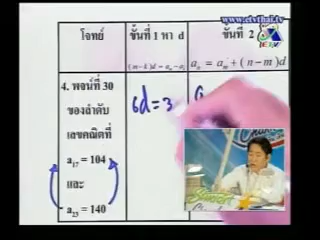 www.etvthai.tv
ETV
โจทย์
ขั้นที่ 1 หา d
ขั้นที่ 2
(m-k)d = aₘ - aₖ
aₙ = aₘ + (n-m)d
4. พจน์ที่ 30
ของลำดับ
เลขคณิตที่
a₁₇ = 104
และ
a₂₃ = 140
6d = 3